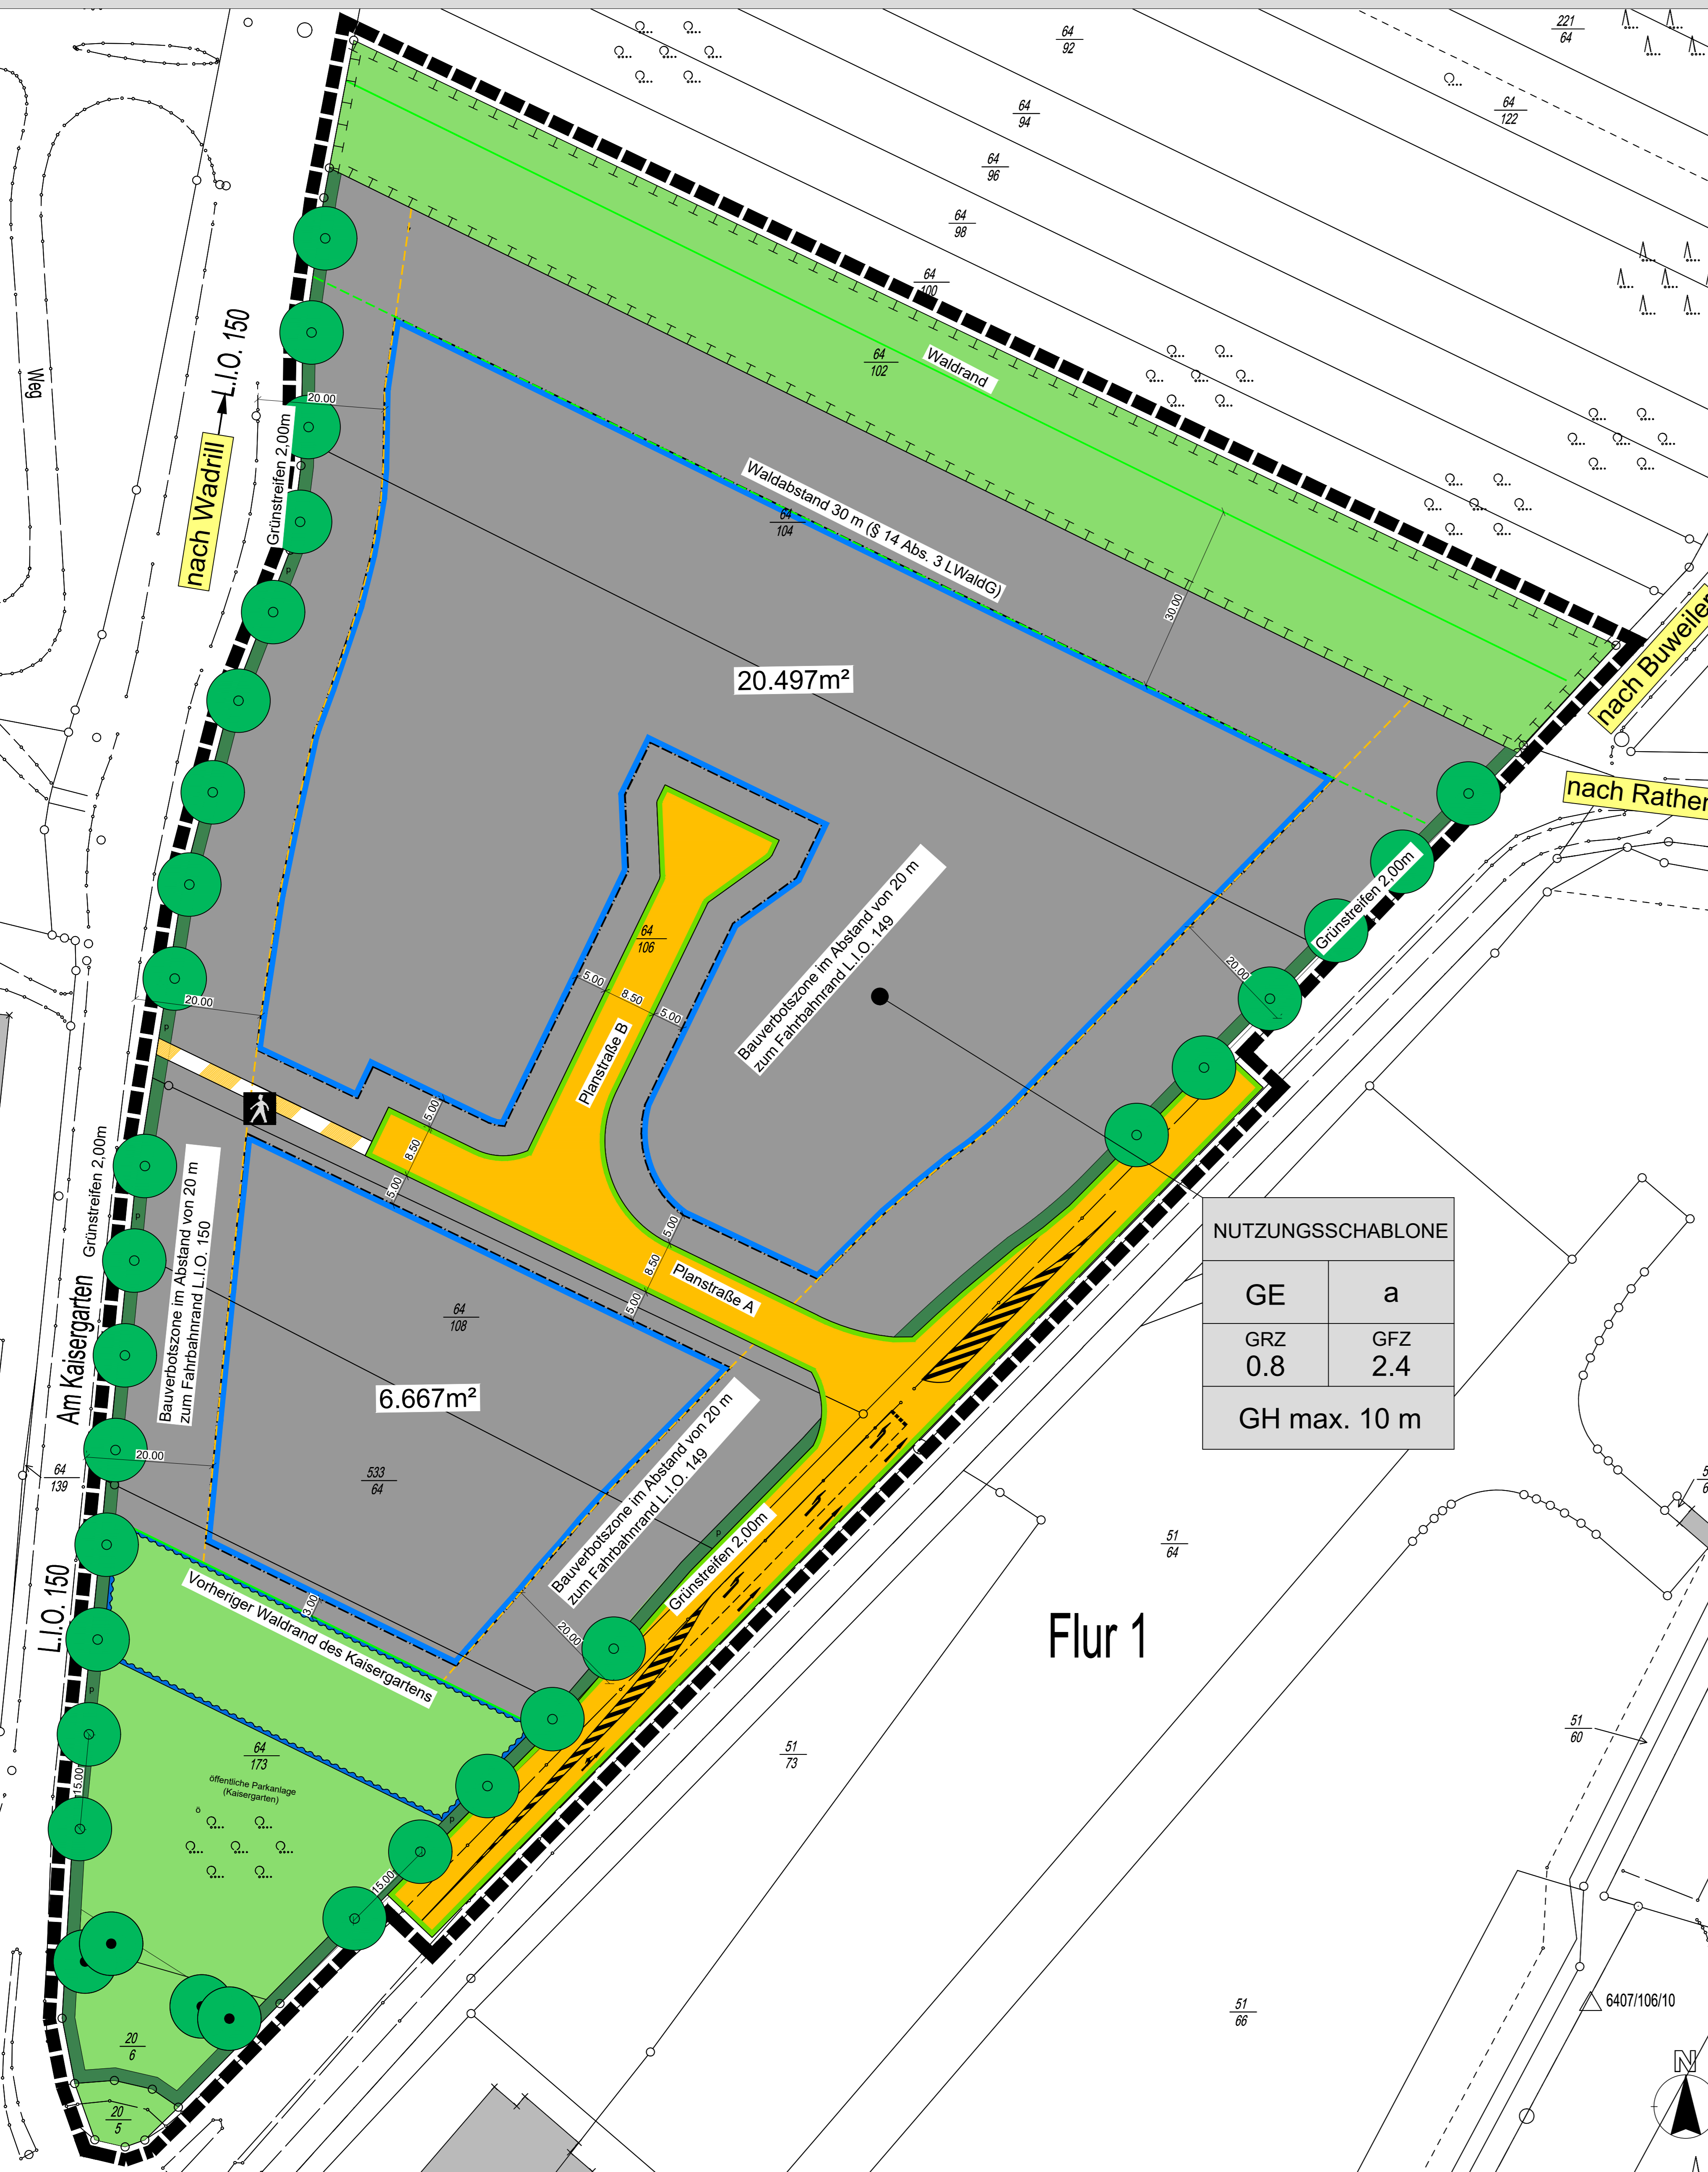 64
92
221
64
64
94
64
122
64
96
64
98
64
100
L.I.O. 150
Weg
nach Wadrill
Grünstreifen 2,00m
20.00
Waldrand
64
102
Waldabstand 30 m (§ 14 Abs. 3 LWaldG)
64
104
30.00
p
20.497m²
nach Buweiler
Grünstreifen 2,00m
20.00
64
106
5.00
8.50
5.00
Planstraße B
Bauverbotszone im Abstand von 20 m
zum Fahrbahnrand L.I.O. 149
20.00
p
5.00
8.50
5.00
Grünstreifen 2,00m
Bauverbotszone im Abstand von 20 m
zum Fahrbahnrand L.I.O. 150
p
5.00
8.50
5.00
Planstraße A
NUTZUNGSSCHABLONE
GE
a
GRZ
0.8
GFZ
2.4
GH max. 10 m
64
108
Am Kaisergarten
6.667m²
20.00
64
139
533
64
Bauverbotszone im Abstand von 20 m
zum Fahrbahnrand L.I.O. 149
p
Grünstreifen 2,00m
L.I.O. 150
Vorheriger Waldrand des Kaisergartens
3.00
20.00
51
64
Flur 1
p
64
173
öffentliche Parkanlage
(Kaisergarten)
ö
15.00
p
15.00
51
73
51
60
51
66
6407/106/10
20
6
20
5
N